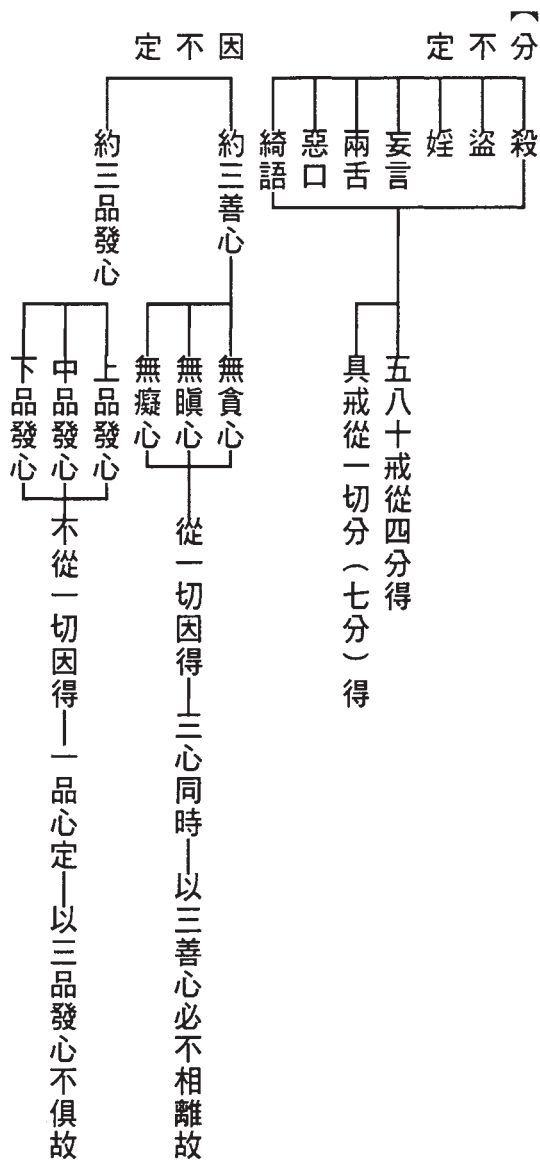 【分不定
殺
盜
婬
妄言
兩舌
惡口
綺語
五八十戒從四分得
具戒從一切分（七分）得
因不定
約三善心
無貪心
無瞋心
無癡心
從一切因得—三心同時—以三善心必不相離故
約三品發心
上品發心
中品發心
下品發心
不從一切因得—一品心定—以三品發心不俱故